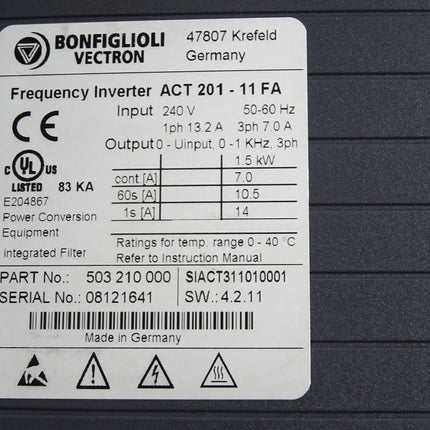 BONFIGLIOLI
VECTRON
47807 Krefeld
Germany
Frequency Inverter ACT 201 - 11 FA
Input 240 V 50-60 Hz
1ph 13.2 A 3ph 7.0 A
Output 0 - Uinput, 0 - 1 KHz, 3ph
1.5 kW
cont [A] 7.0
60s [A] 10.5
1s [A] 14
CE
C UL US
LISTED 83 KA
E204867
Power Conversion
Equipment
integrated Filter
Ratings for temp. range 0 - 40 °C
Refer to Instruction Manual
PART No.: 503 210 000 SIACT311010001
SERIAL No.: 08121641 SW.: 4.2.11
Made in Germany